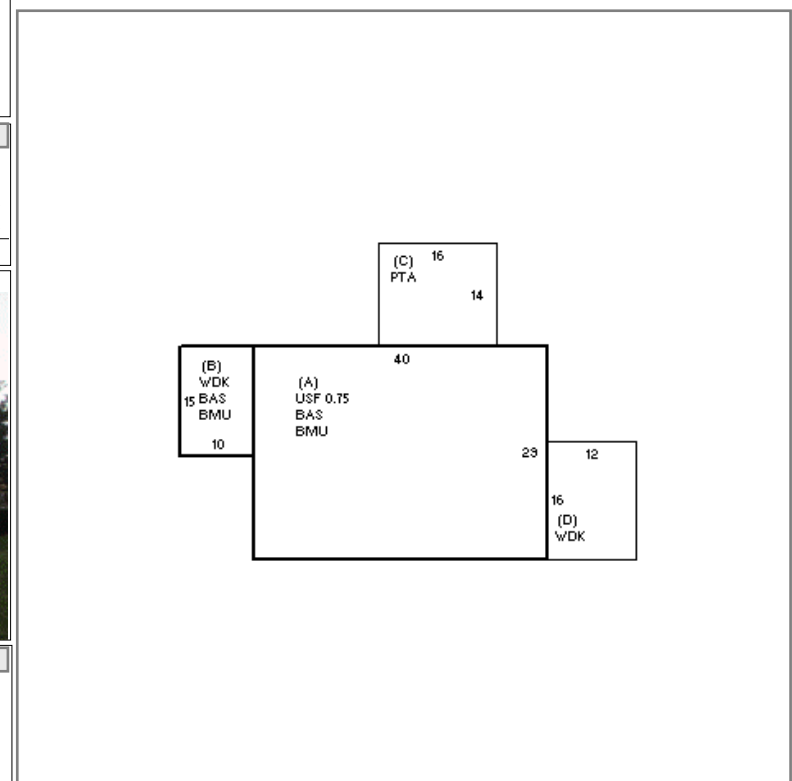 (C)
16
PTA
14
40
(B)
WDK
15 BAS
BMU
10
(A)
USF 0.75
BAS
BMU
29
12
16
(D)
WDK